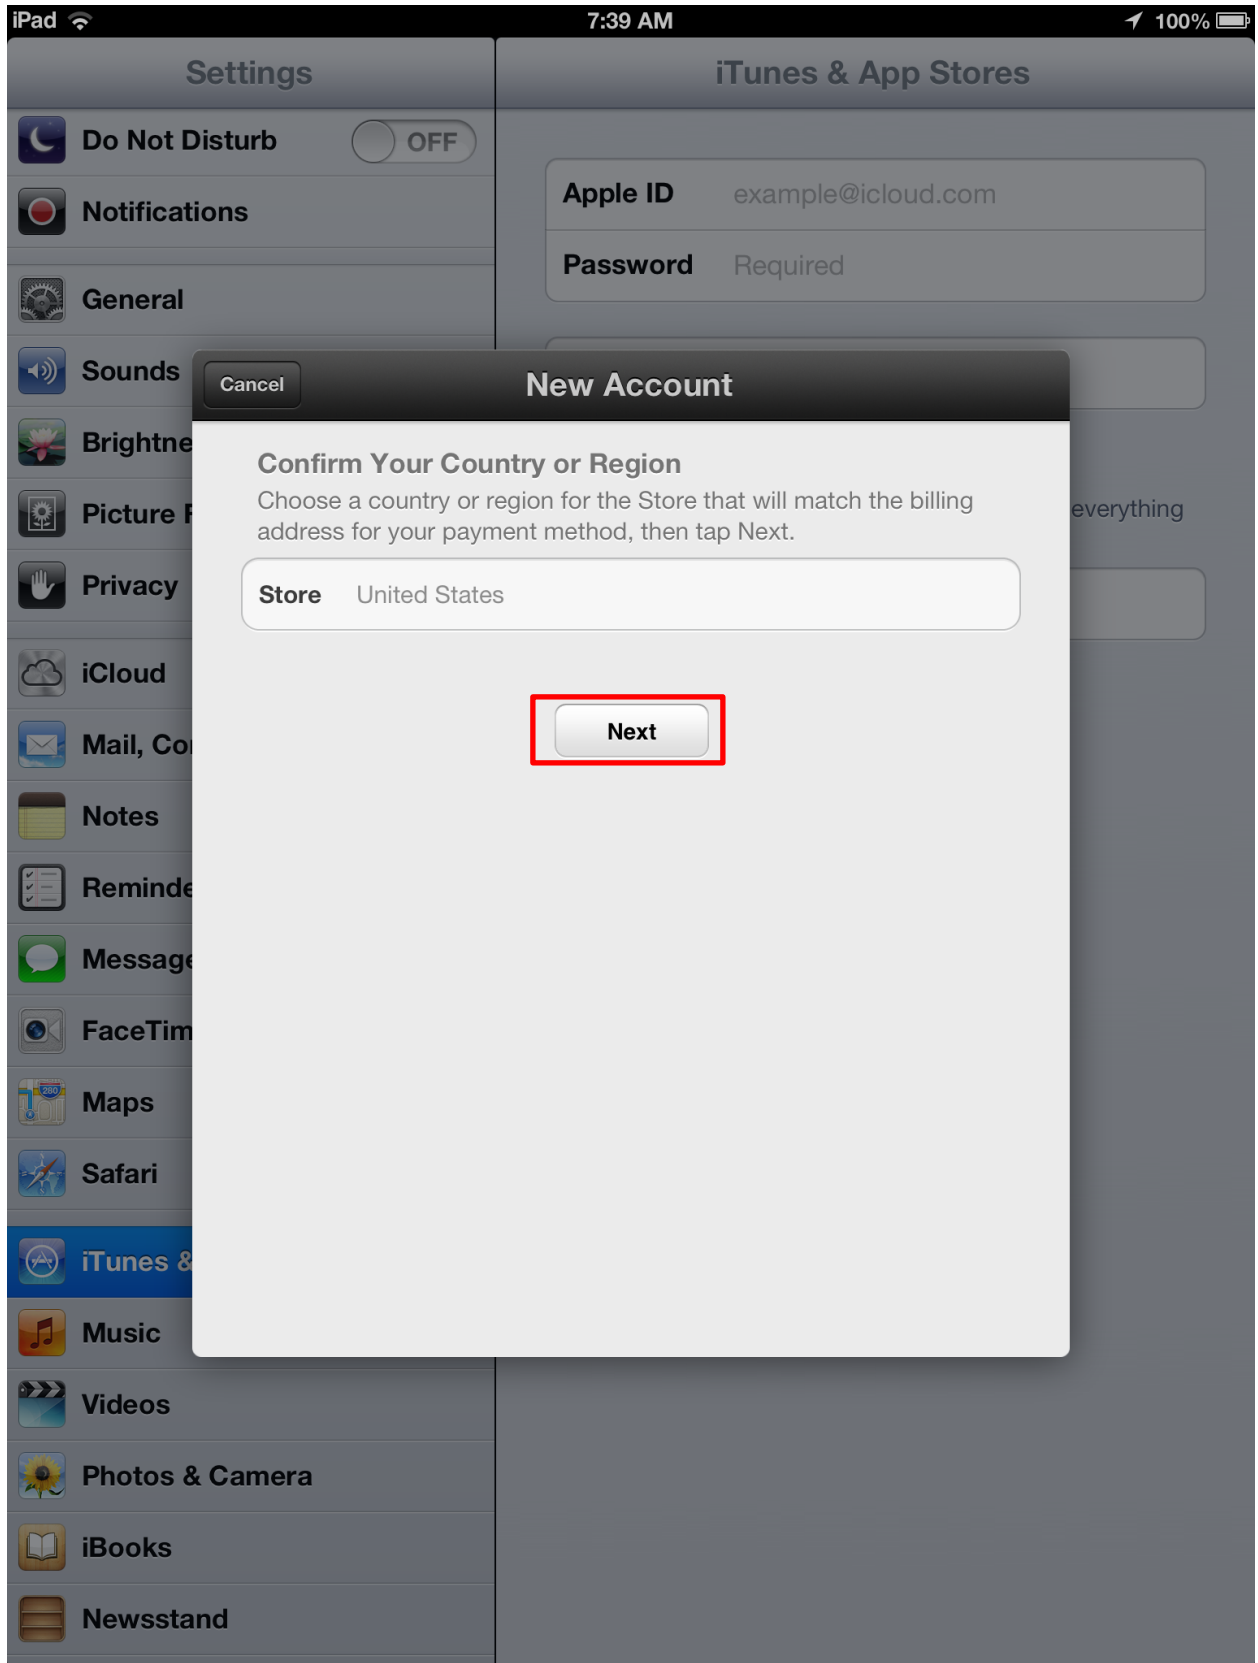 iPad
7:39 AM
100%
Settings
iTunes & App Stores
Do Not Disturb
OFF
Notifications
General
Sounds
Brightne
Picture F
Privacy
iCloud
Mail, Co
Notes
Reminde
Message
FaceTim
280
Maps
Safari
iTunes &
Music
Videos
Photos & Camera
iBooks
Newsstand
Apple ID example@icloud.com
Password Required
everything
Cancel
New Account
Confirm Your Country or Region
Choose a country or region for the Store that will match the billing
address for your payment method, then tap Next.
Store United States
Next